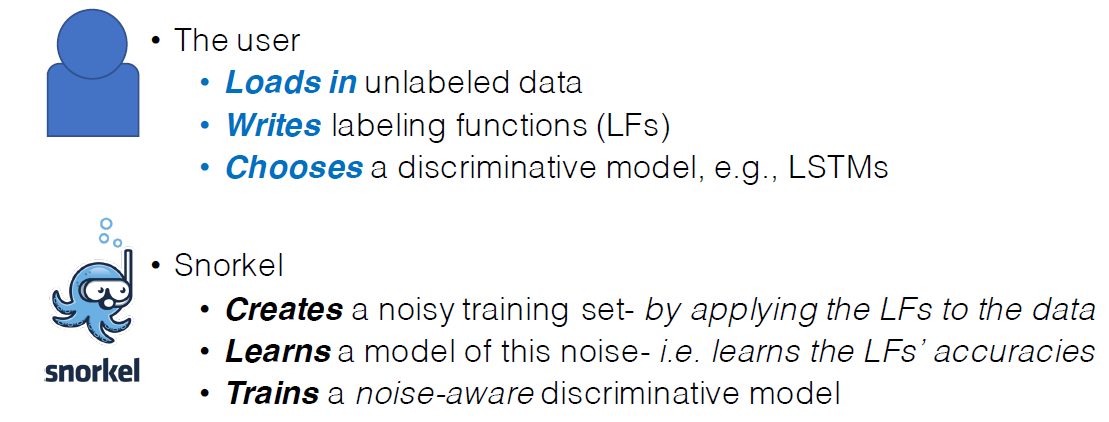 • The user
• Loads in unlabeled data
• Writes labeling functions (LFs)
• Chooses a discriminative model, e.g., LSTMs
• Snorkel
• Creates a noisy training set- by applying the LFs to the data
• Learns a model of this noise- i.e. learns the LFs’ accuracies
• Trains a noise-aware discriminative model
snorkel